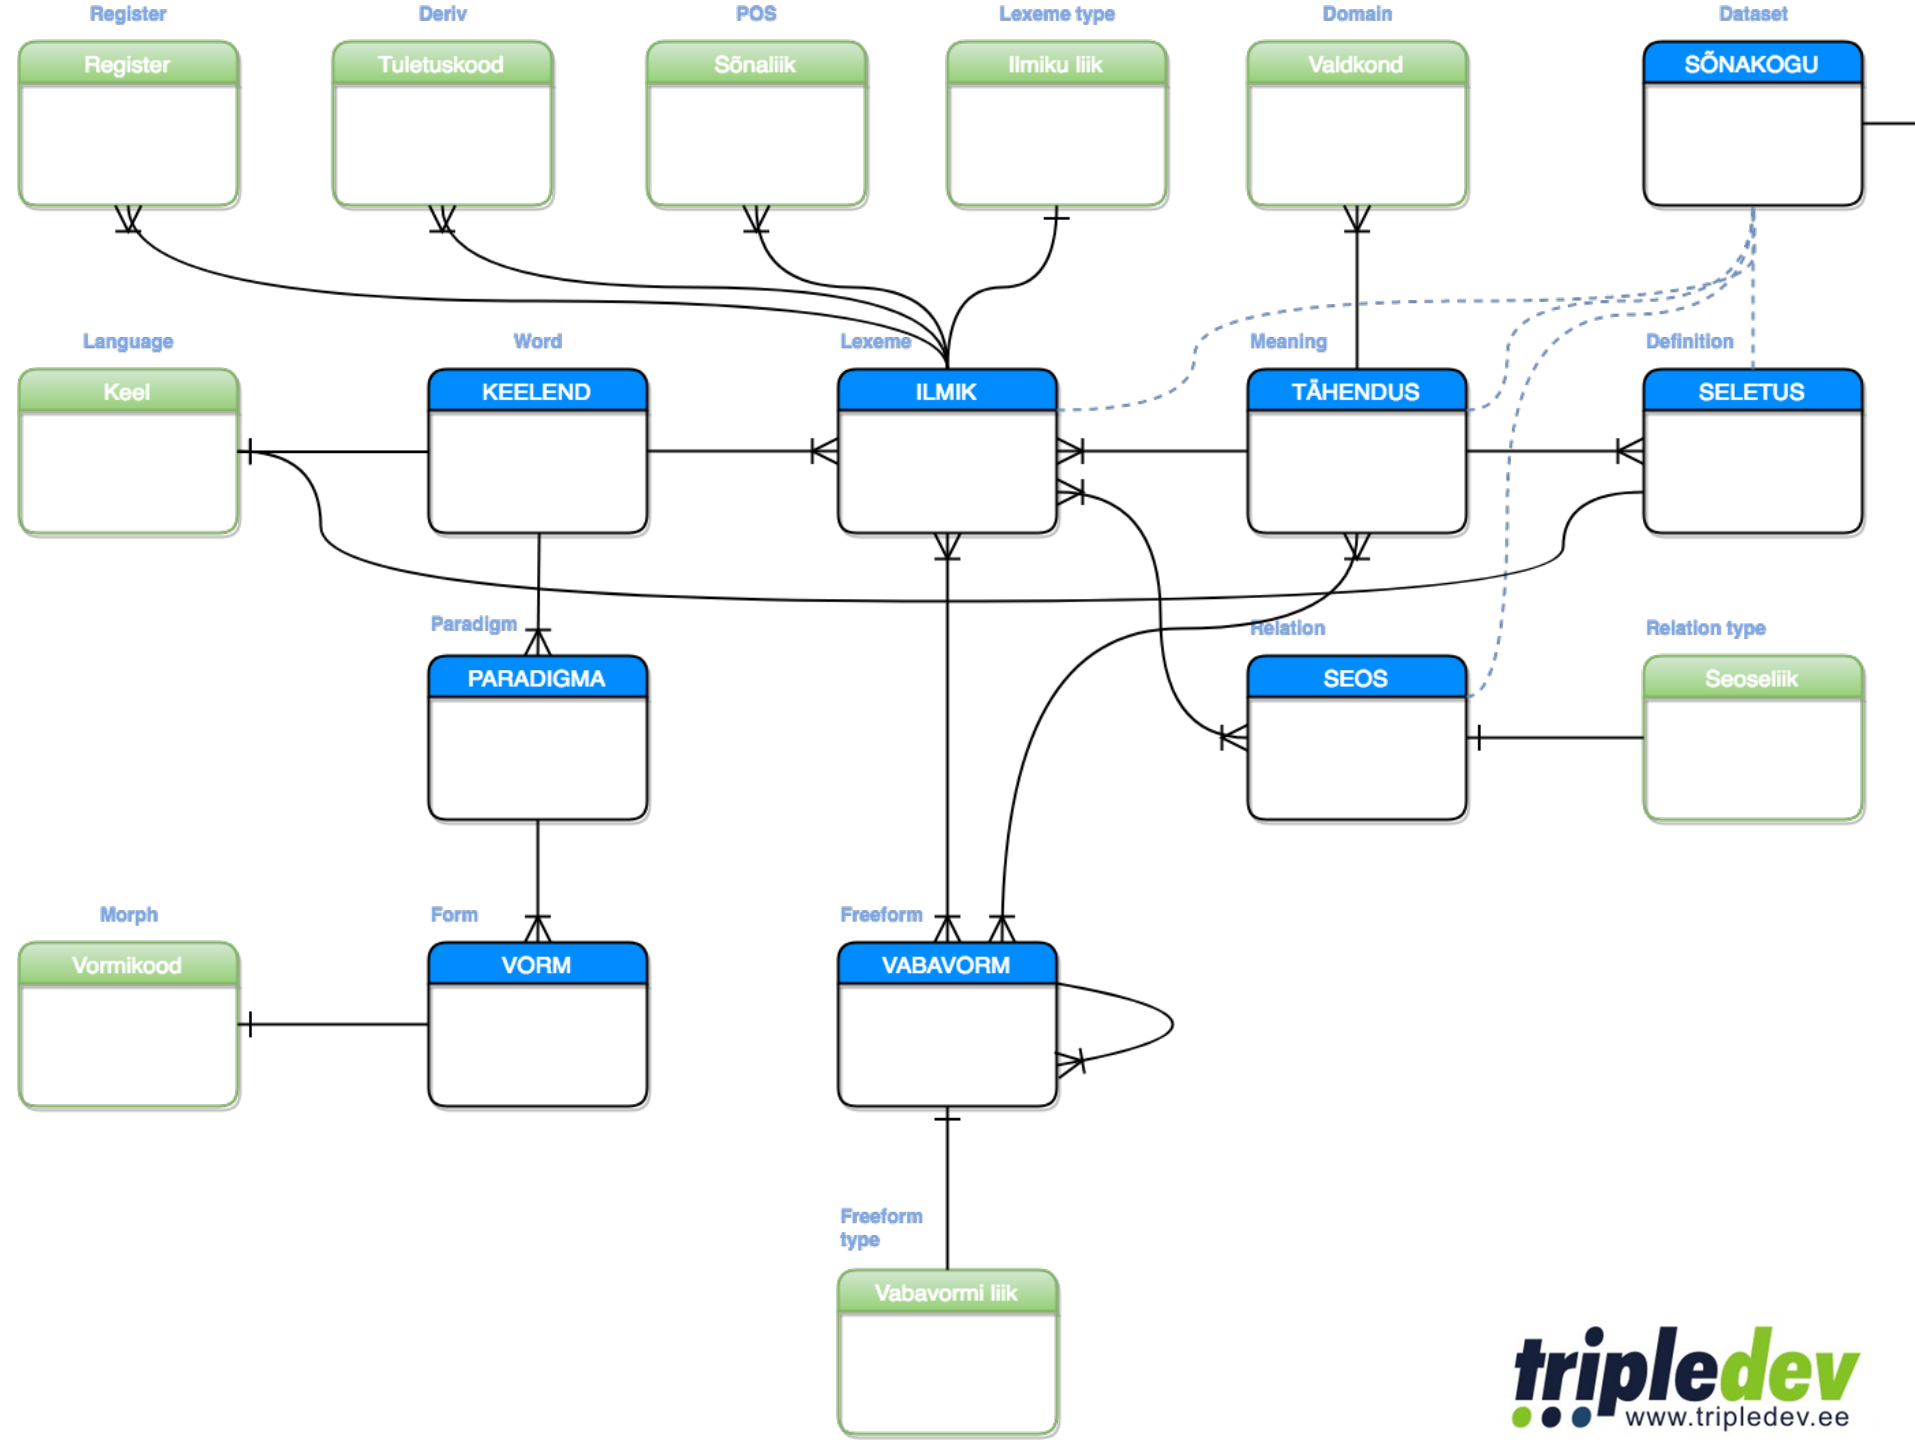 Register
Deriv
POS
Lexeme type
Domain
Dataset
Register
Tuletuskood
Sõnaliik
Ilmiku liik
Valdkond
SÕNAKOGU
Language
Word
Lexeme
Meaning
Definition
Keel
KEELEND
ILMIK
TÄHENDUS
SELETUS
Paradigm
Relation
Relation type
PARADIGMA
SEOS
Seoseliik
Morph
Form
Freeform
Vormikood
VORM
VABAVORM
Freeform
type
Vabavormi liik
tripledev
www.tripledev.ee